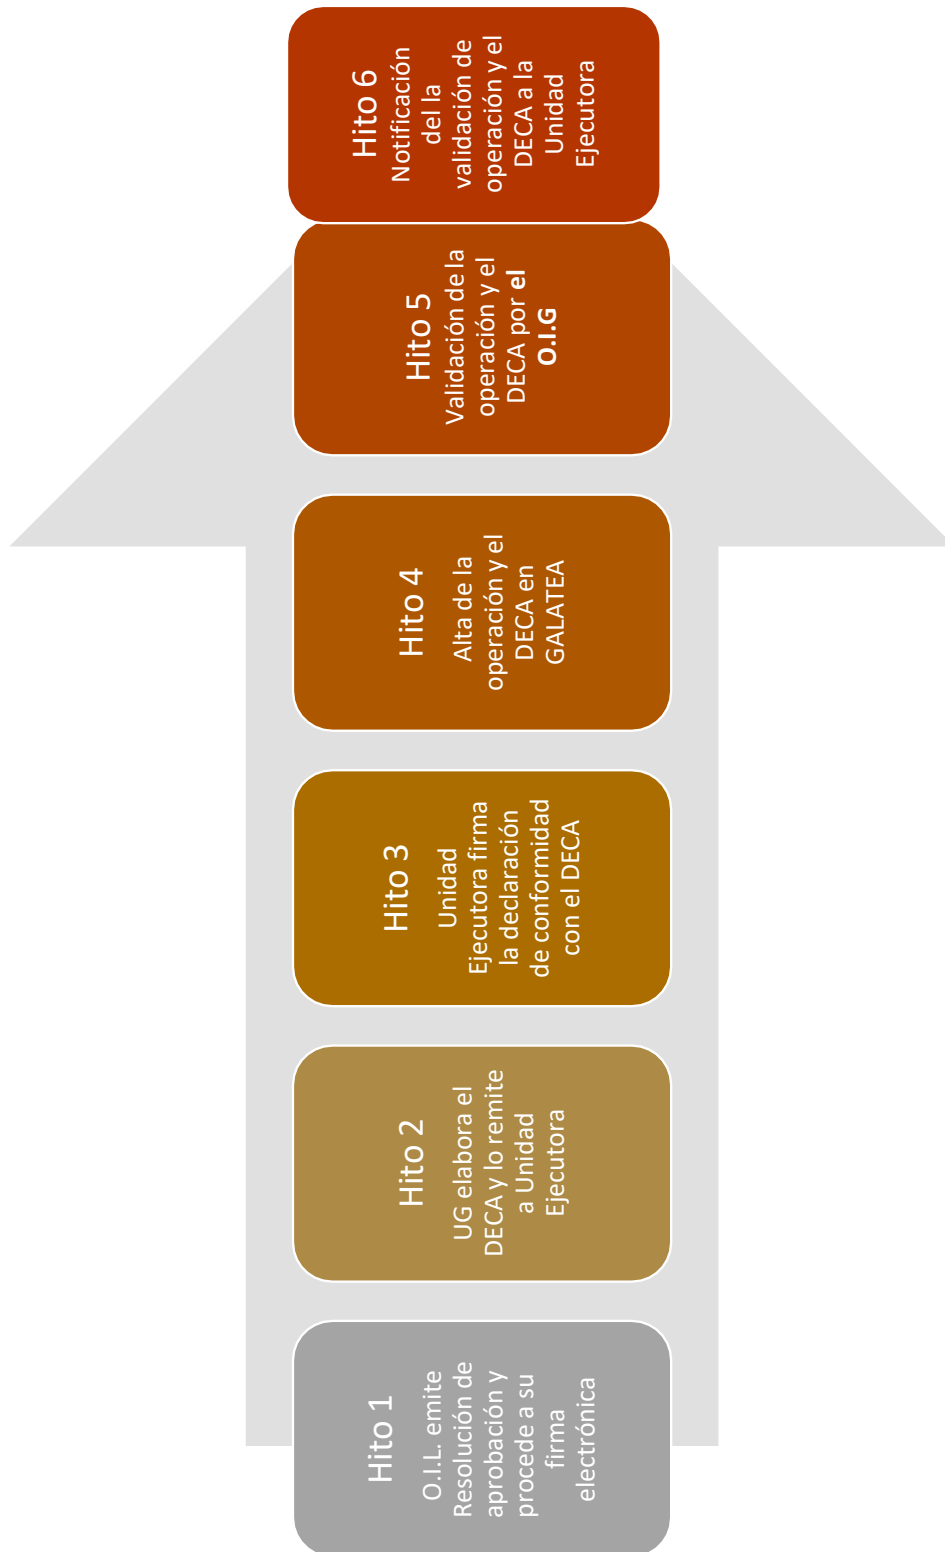 Hito 1
O.I.L. emite
Resolución de
aprobación y
procede a su
firma
electrónica
Hito 2
UG elabora el
DECA y lo remite
a Unidad
Ejecutora
Hito 3
Unidad
Ejecutora firma
la declaración
de conformidad
con el DECA
Hito 4
Alta de la
operación y el
DECA en
GALATEA
Hito 5
Validación de la
operación y el
DECA por el
O.I.G
Hito 6
Notificación
del la
validación de
operación y el
DECA a la
Unidad
Ejecutora